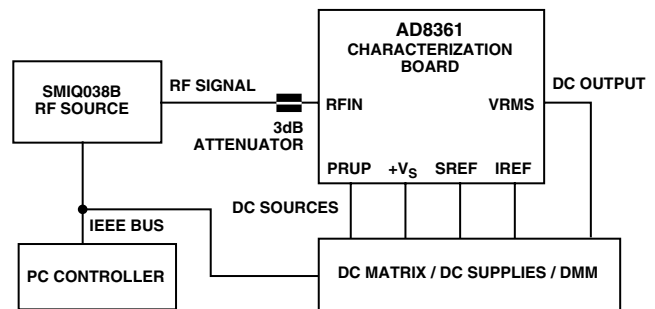 AD8361
CHARACTERIZATION
BOARD
SMIQ038B
RF SOURCE
RF SIGNAL
3dB
ATTENUATOR
RFIN
VRMS
DC OUTPUT
PRUP
+VS
SREF
IREF
DC SOURCES
IEEE BUS
PC CONTROLLER
DC MATRIX / DC SUPPLIES / DMM